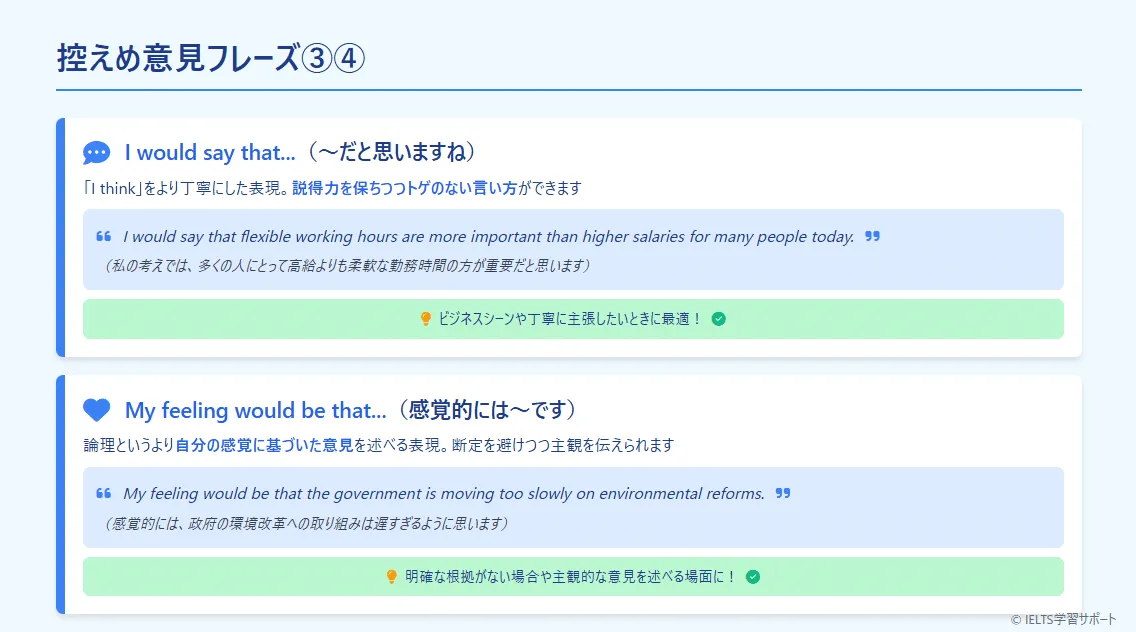 控えめ意見フレーズ③④
I would say that...（～だと思いますね）
「I think」をより丁寧にした表現。説得力を保ちつつトゲのない言い方ができます
❝ I would say that flexible working hours are more important than higher salaries for many people today. ❞
（私の考えでは、多くの人にとって高給よりも柔軟な勤務時間の方が重要だと思います）
ビジネスシーンや丁寧に主張したいときに最適！
My feeling would be that...（感覚的には～です）
論理というより自分の感覚に基づいた意見を述べる表現。断定を避けつつ主観を伝えられます
❝ My feeling would be that the government is moving too slowly on environmental reforms. ❞
（感覚的には、政府の環境改革への取り組みは遅すぎるように思います）
明確な根拠がない場合や主観的な意見を述べる場面に！
© IELTS学習サポート